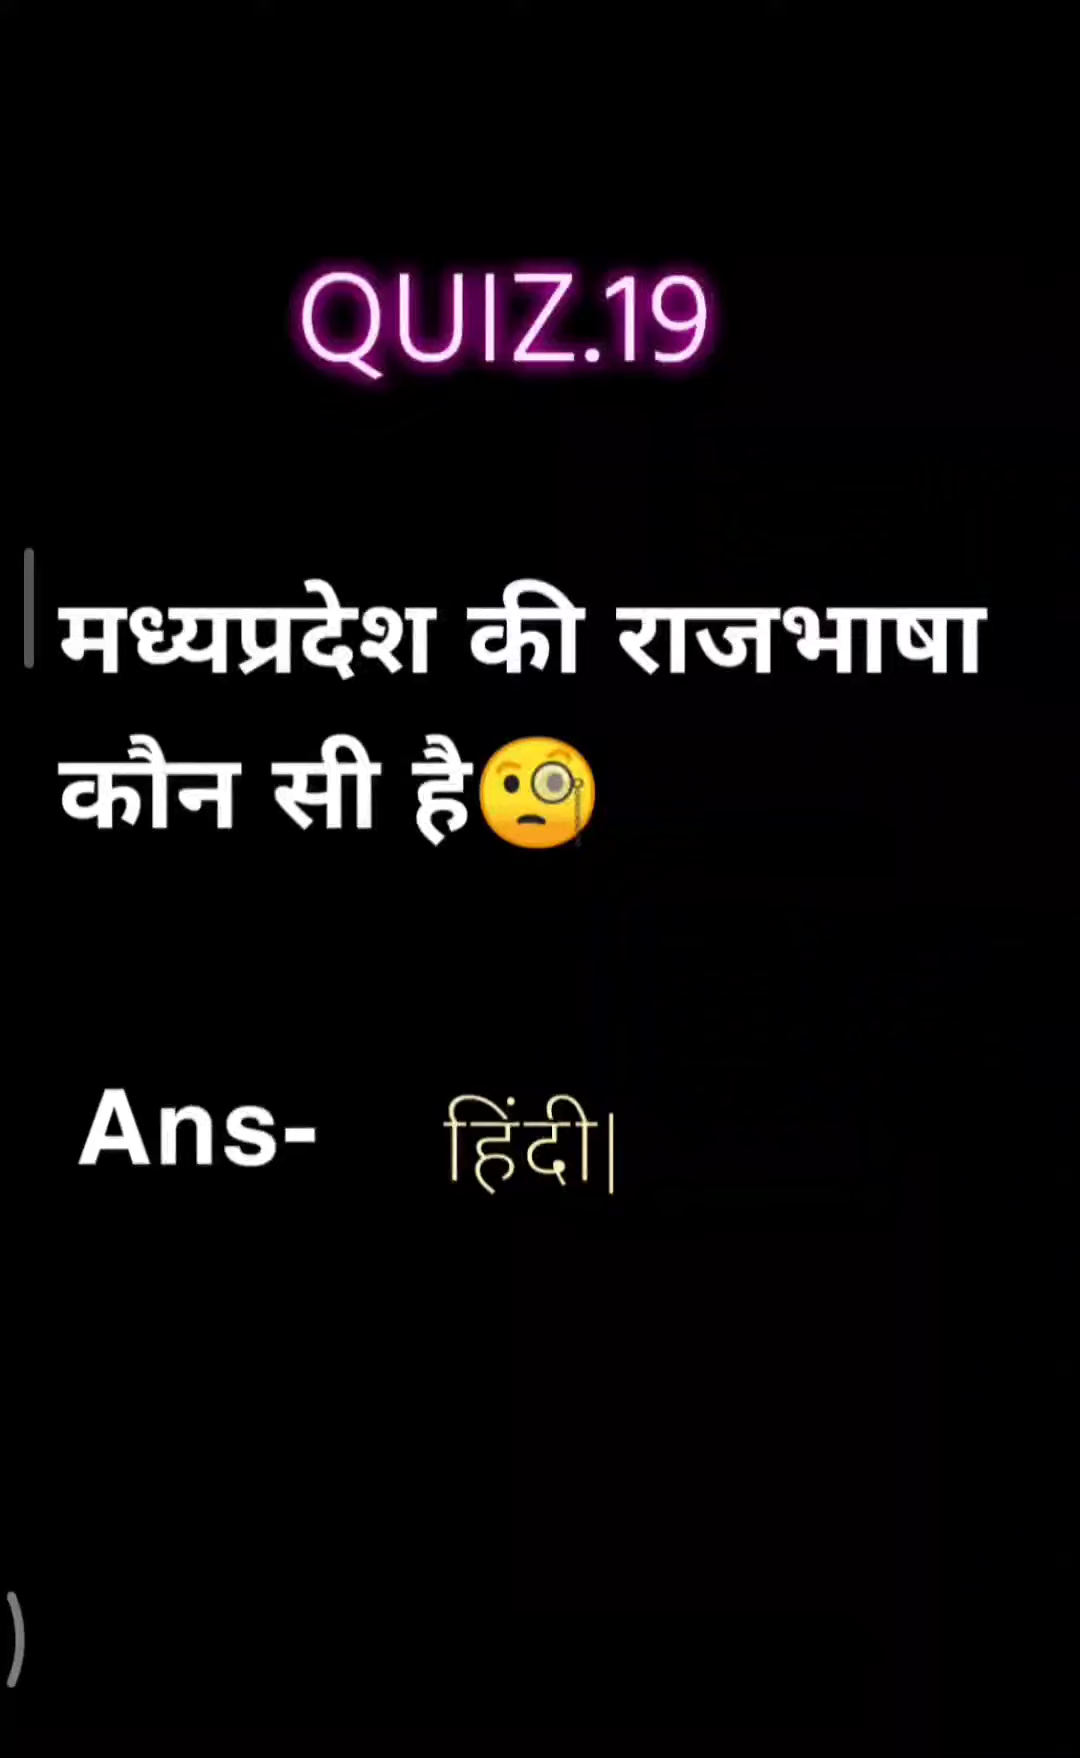 QUIZ.19
मध्यप्रदेश की राजभाषा
कौन सी है🧐
Ans- हिंदी|